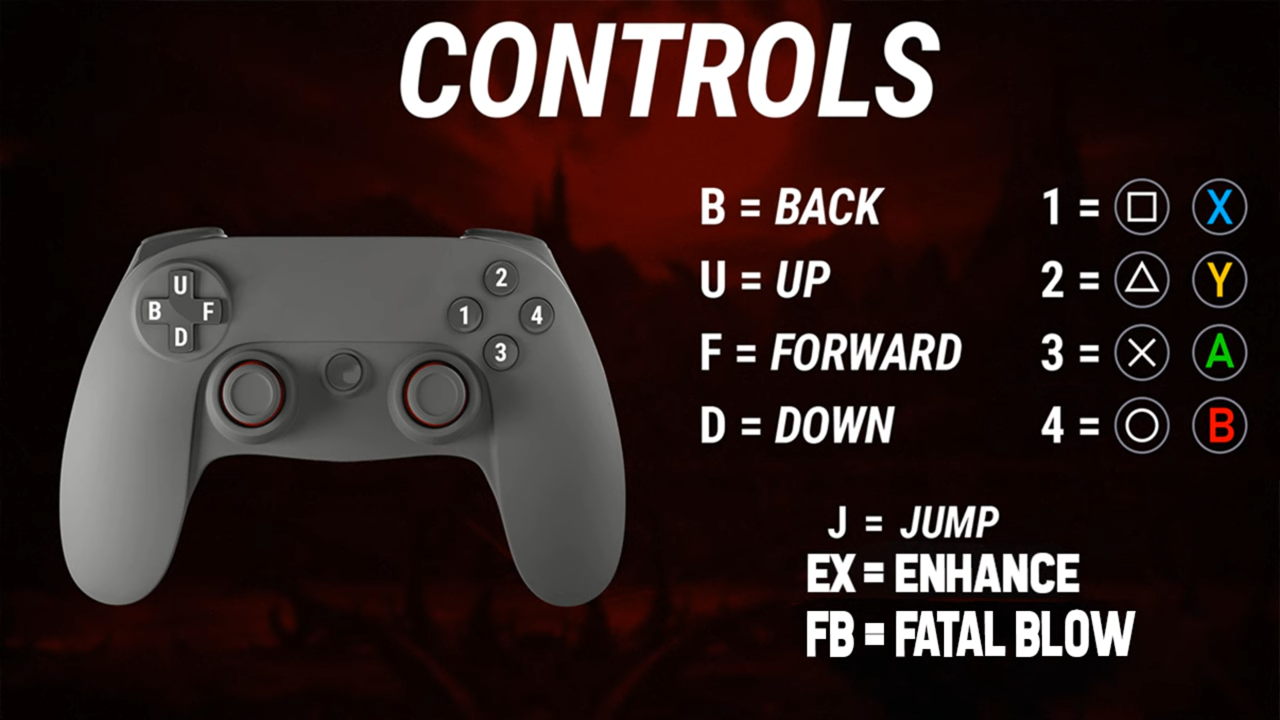 CONTROLS
B = BACK
U = UP
F = FORWARD
D = DOWN
1 = □ X
2 = △ Y
3 = ✕ A
4 = ○ B
J = JUMP
EX = ENHANCE
FB = FATAL BLOW
U
B F
D
2
1 4
3